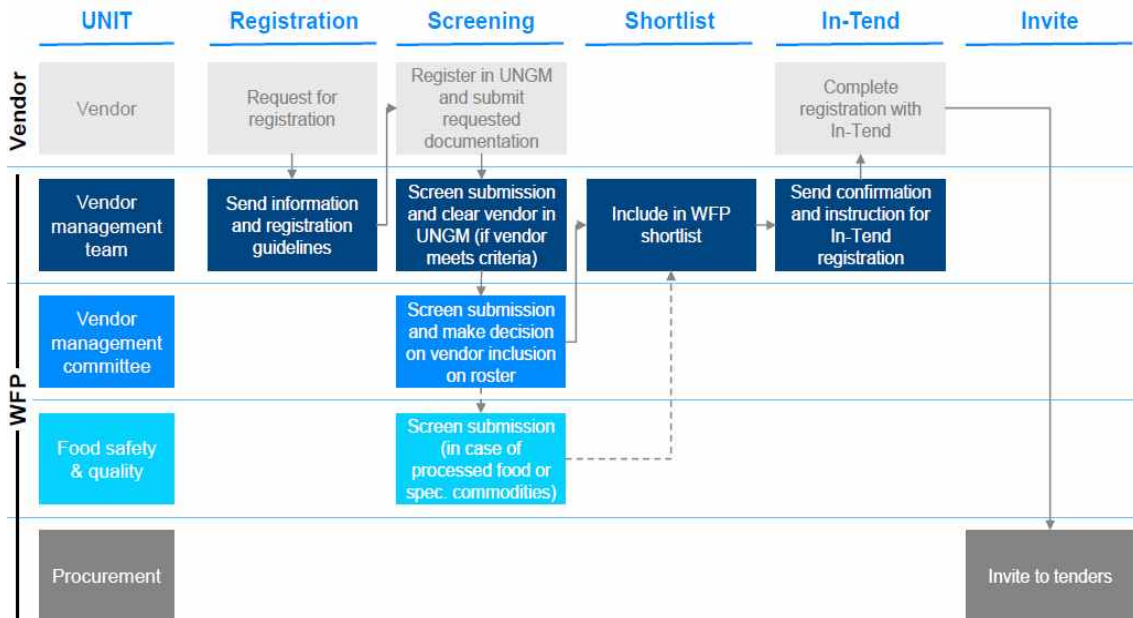 UNIT
Registration
Screening
Shortlist
In-Tend
Invite
Vendor
Vendor
Request for
registration
Register in UNGM
and submit
requested
documentation
Complete
registration with
In-Tend
WFP
Vendor
management
team
Send information
and registration
guidelines
Screen submission
and clear vendor in
UNGM (if vendor
meets criteria)
Include in WFP
shortlist
Send confirmation
and instruction for
In-Tend
registration
Vendor
management
committee
Screen submission
and make decision
on vendor inclusion
on roster
Food safety
& quality
Screen submission
(in case of
processed food or
spec. commodities)
Procurement
Invite to tenders